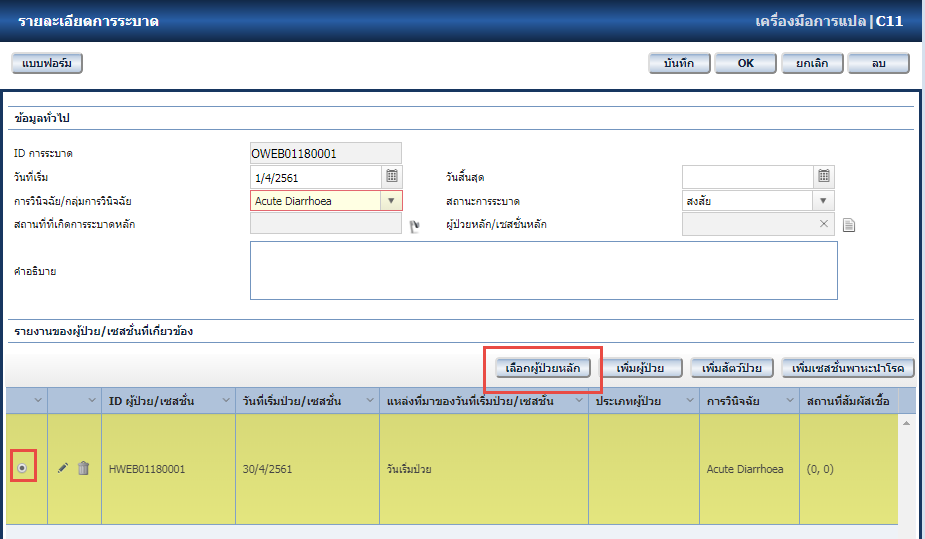 รายละเอียดการระบาด เครื่องมือการแปล|C11
แบบฟอร์ม บันทึก OK ยกเลิก ลบ
ข้อมูลทั่วไป
ID การระบาด OWEB01180001
วันที่เริ่ม 1/4/2561 วันสิ้นสุด
การวินิจฉัย/กลุ่มการวินิจฉัย Acute Diarrhoea สถานะการระบาด สงสัย
สถานที่ที่เกิดการระบาดหลัก ผู้ป่วยหลัก/เซสชั่นหลัก
คำอธิบาย
รายงานของผู้ป่วย/เซสชั่นที่เกี่ยวข้อง
เลือกผู้ป่วยหลัก เพิ่มผู้ป่วย เพิ่มสัตว์ป่วย เพิ่มเซสชั่นพาหะนำโรค
ID ผู้ป่วย/เซสชั่น วันที่เริ่มป่วย/เซสชั่น แหล่งที่มาของวันที่เริ่มป่วย/เซสชั่น ประเภทผู้ป่วย การวินิจฉัย สถานที่สัมผัสเชื้อ
HWEB01180001 30/4/2561 วันเริ่มป่วย Acute Diarrhoea (0, 0)